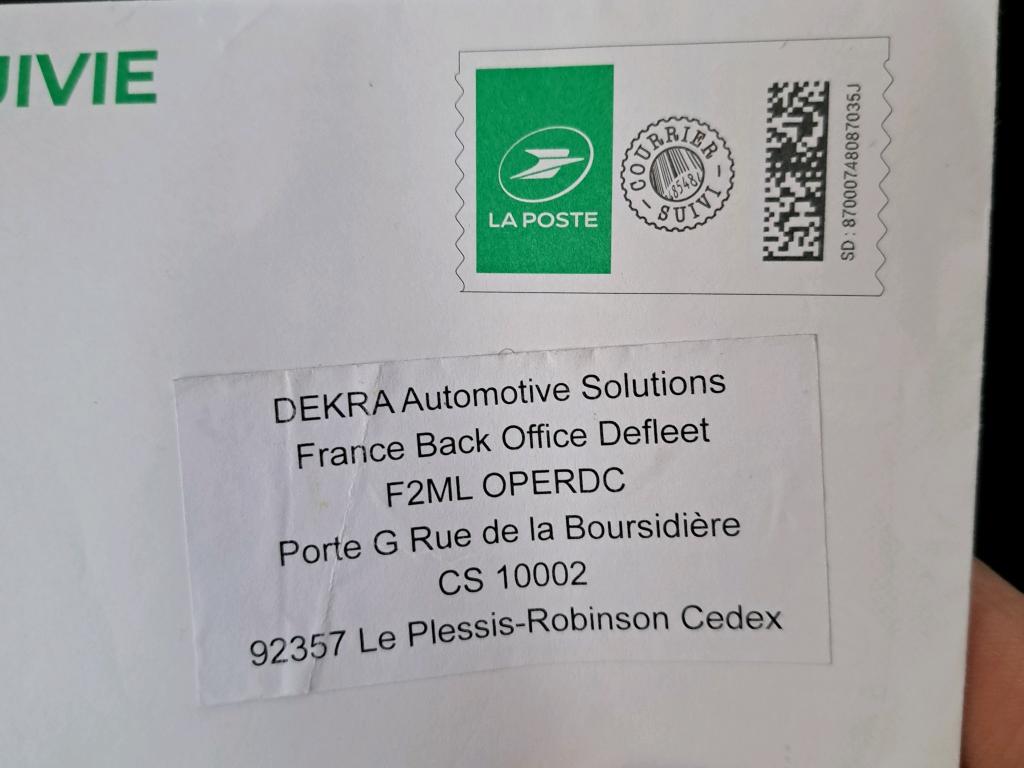 UIVIE
LA POSTE
COURRIER
8548
SUIVI
SD : 87000748087035J
DEKRA Automotive Solutions
France Back Office Defleet
F2ML OPERDC
Porte G Rue de la Boursidière
CS 10002
92357 Le Plessis-Robinson Cedex